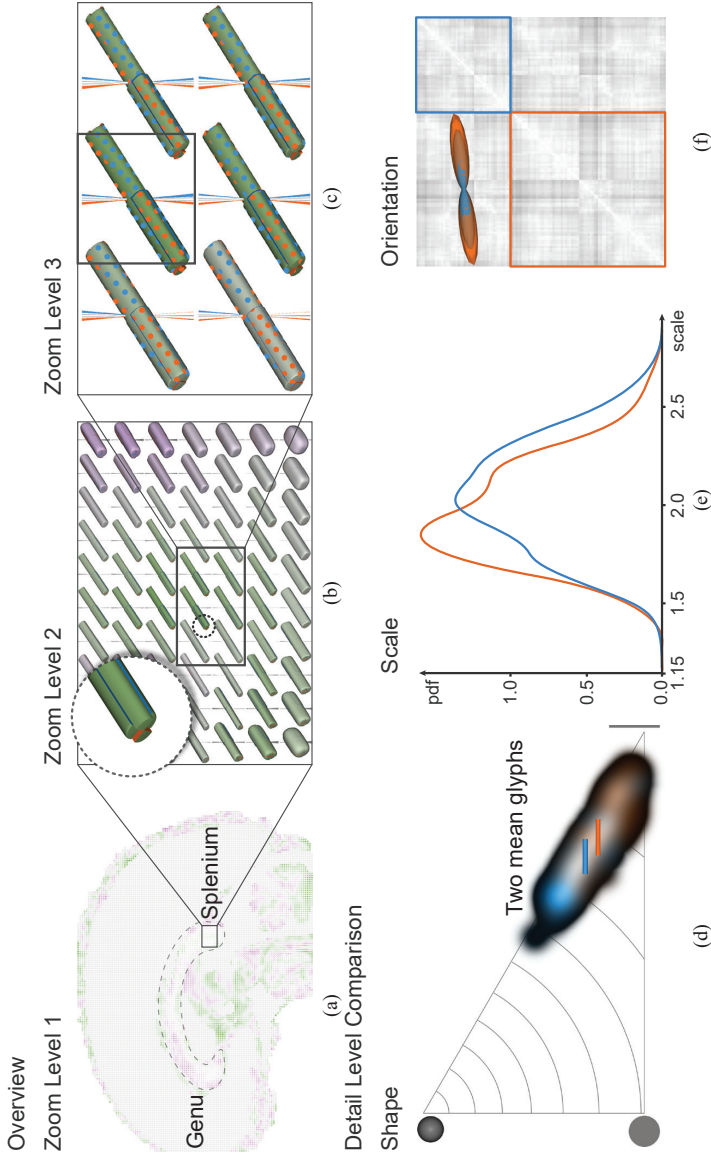 Overview
Zoom Level 1
Genu
Splenium
(a)
Zoom Level 2
(b)
Zoom Level 3
(c)
Detail Level Comparison
Shape
Two mean glyphs
(d)
Scale
pdf
1.0
0.5
0.0
1.15
1.5
2.0
2.5
scale
(e)
Orientation
(f)